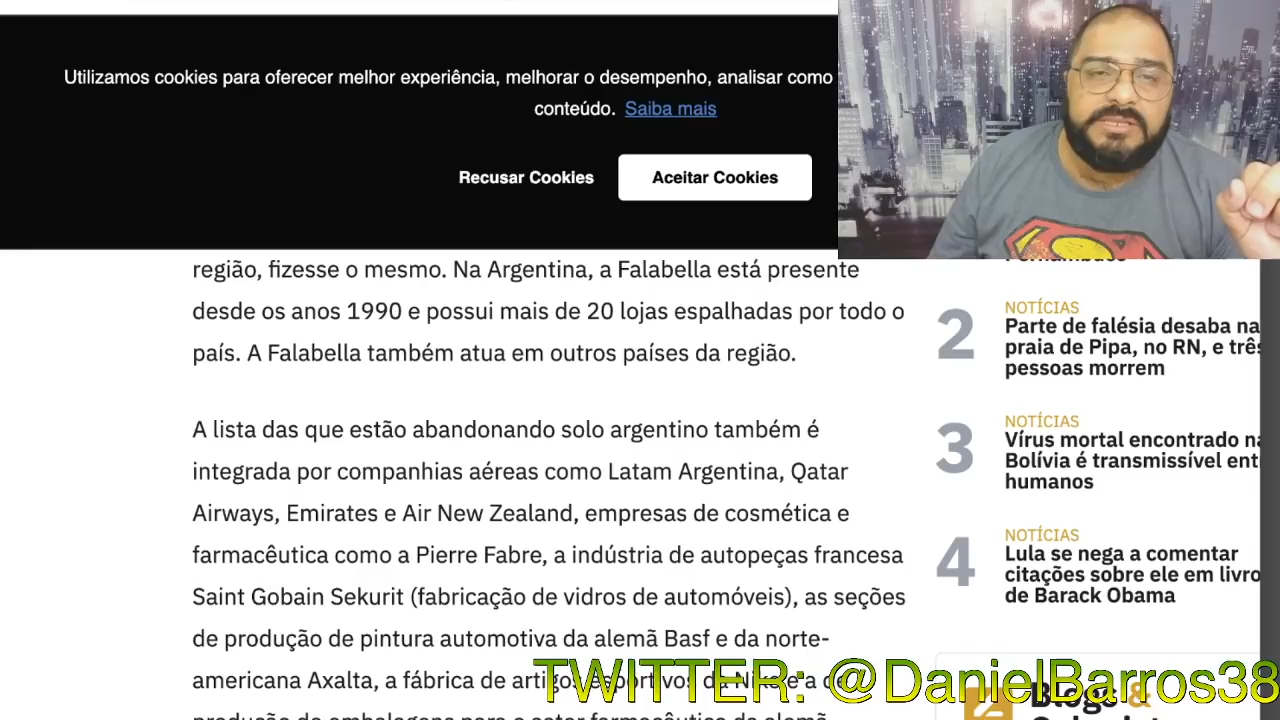 Utilizamos cookies para oferecer melhor experiência, melhorar o desempenho, analisar como
conteúdo. Saiba mais
Recusar Cookies
Aceitar Cookies
região, fizesse o mesmo. Na Argentina, a Falabella está presente
desde os anos 1990 e possui mais de 20 lojas espalhadas por todo o
país. A Falabella também atua em outros países da região.
A lista das que estão abandonando solo argentino também é
integrada por companhias aéreas como Latam Argentina, Qatar
Airways, Emirates e Air New Zealand, empresas de cosmética e
farmacêutica como a Pierre Fabre, a indústria de autopeças francesa
Saint Gobain Sekurit (fabricação de vidros de automóveis), as seções
de produção de pintura automotiva da alemã Basf e da norte-
americana Axalta, a fábrica de artigos esportivos da
2
NOTÍCIAS
Parte de falésia desaba na
praia de Pipa, no RN, e três
pessoas morrem
3
NOTÍCIAS
Vírus mortal encontrado na
Bolívia é transmissível ent
humanos
4
NOTÍCIAS
Lula se nega a comentar
citações sobre ele em livro
de Barack Obama
Blogs &
TWITTER: @DanielBarros38